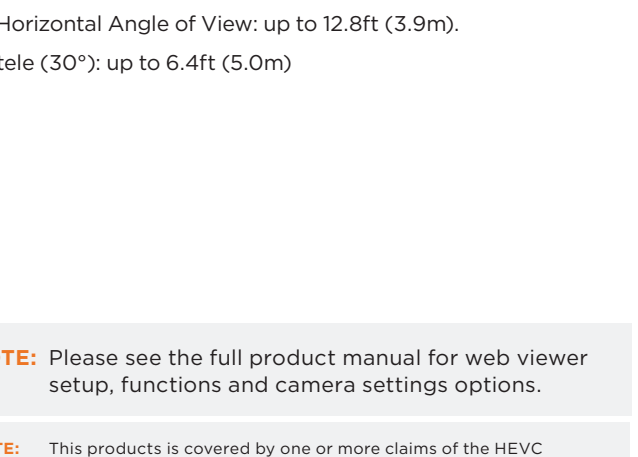 Horizontal Angle of View: up to 12.8ft (3.9m).
tele (30°): up to 6.4ft (5.0m)
TE: Please see the full product manual for web viewer
setup, functions and camera settings options.
TE: This products is covered by one or more claims of the HEVC